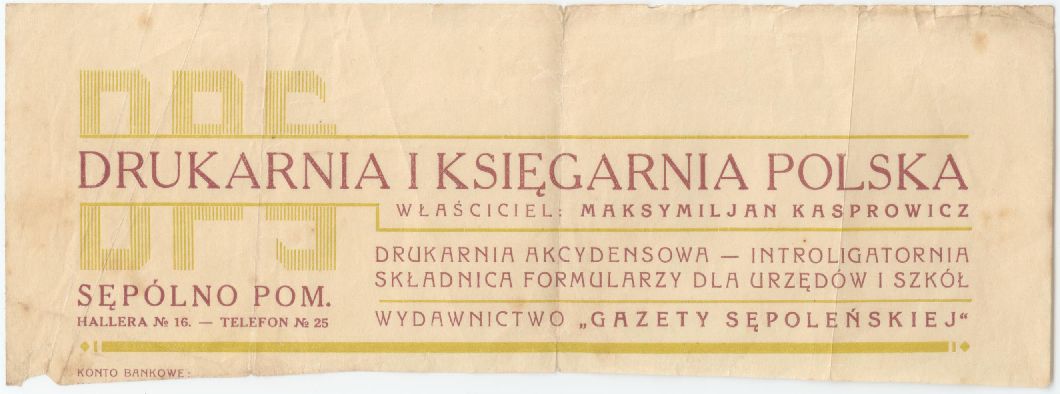 DPS
DRUKARNIA I KSIĘGARNIA POLSKA
WŁAŚCICIEL: MAKSYMILJAN KASPROWICZ
DRUKARNIA AKCYDENSOWA — INTROLIGATORNIA
SKŁADNICA FORMULARZY DLA URZĘDÓW I SZKÓŁ
SĘPÓLNO POM.
HALLERA № 16. — TELEFON № 25
WYDAWNICTWO „GAZETY SĘPOLEŃSKIEJ“
KONTO BANKOWE: